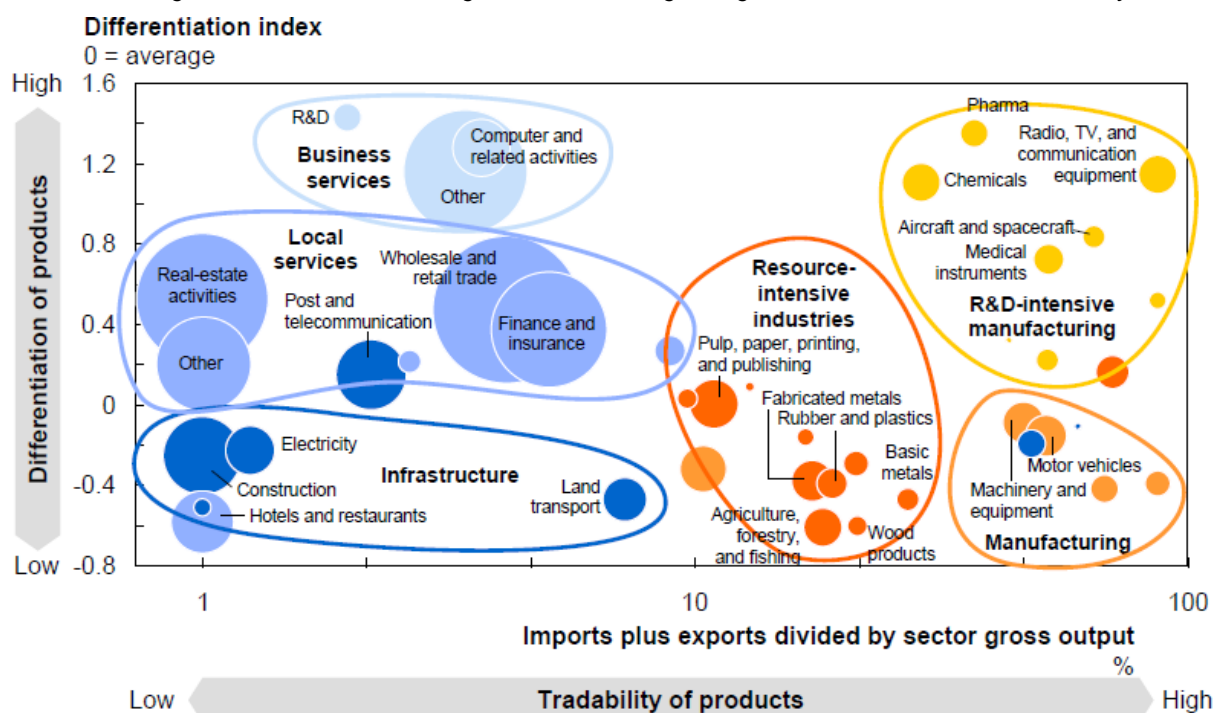 Differentiation index
0 = average
High
Low
Differentiation of products
1.6
1.2
0.8
0.4
0
-0.4
-0.8
R&D
Business
services
Computer and
related activities
Other
Local
services
Real-estate
activities
Other
Post and
telecommunication
Wholesale and
retail trade
Finance and
insurance
Electricity
Construction
Hotels and restaurants
Infrastructure
Land
transport
Resource-
intensive
industries
Pulp, paper, printing,
and publishing
Fabricated metals
Rubber and plastics
Basic
metals
Agriculture,
forestry,
and fishing
Wood
products
Pharma
Radio, TV, and
communication
equipment
Chemicals
Aircraft and spacecraft
Medical
instruments
R&D-intensive
manufacturing
Motor vehicles
Machinery and
equipment
Manufacturing
1
10
100
Imports plus exports divided by sector gross output
%
Low
Tradability of products
High